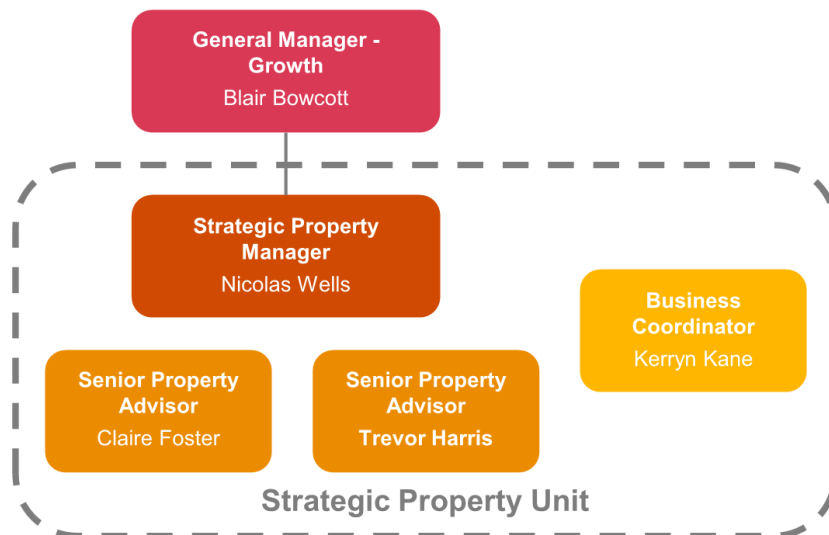 General Manager -
Growth
Blair Bowcott
Strategic Property
Manager
Nicolas Wells
Business
Coordinator
Kerryn Kane
Senior Property
Advisor
Claire Foster
Senior Property
Advisor
Trevor Harris
Strategic Property Unit